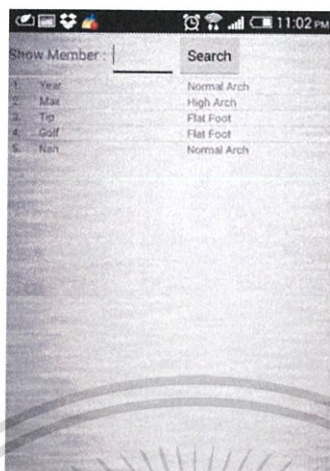 11:02 PM
Show Member : Search
1. Year Normal Arch
2. Max High Arch
3. Tip Flat Foot
4. Golf Flat Foot
5. Nan Normal Arch